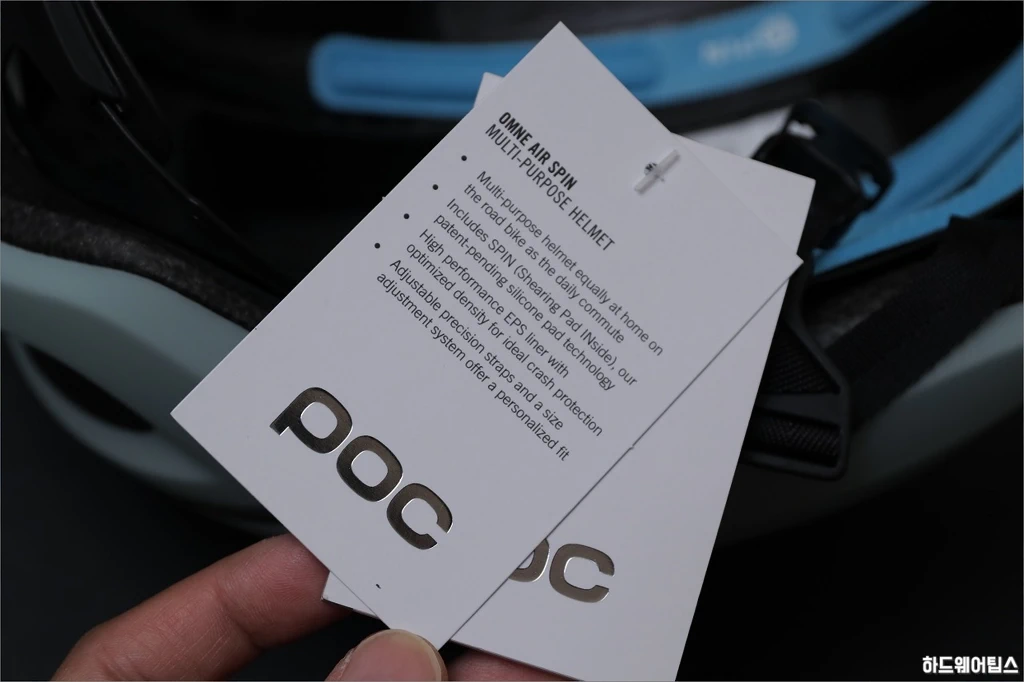 OMNE AIR SPIN
MULTI-PURPOSE HELMET
• Multi-purpose helmet equally at home on
the road bike as the daily commute
• Includes SPIN (Shearing Pad INside), our
patent-pending silicone pad technology
• High performance EPS liner with
optimized density for ideal crash protection
• Adjustable precision straps and a size
adjustment system offer a personalized fit
POC
OC
하드웨어팁스